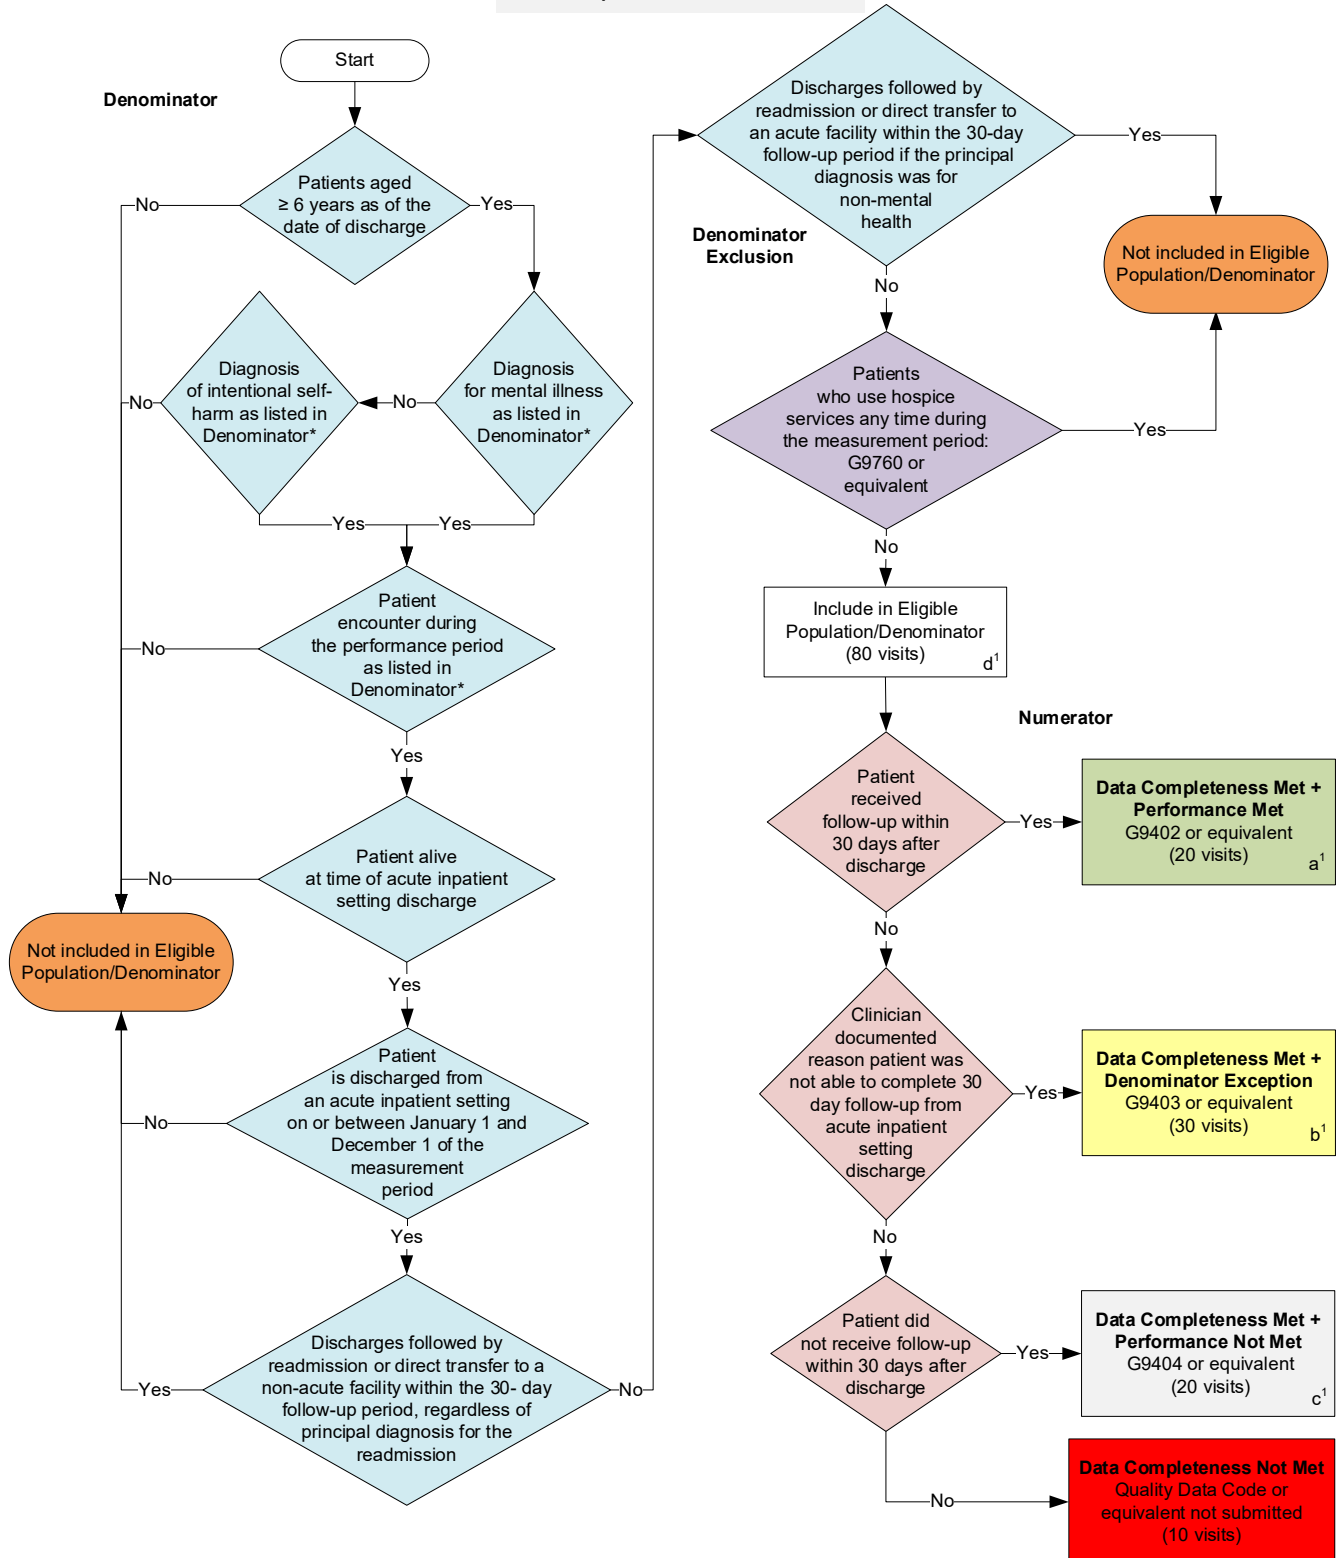 Start
Denominator
Patients aged
≥ 6 years as of the
date of discharge
No
Yes
Diagnosis
of intentional self-
harm as listed in
Denominator*
No
Diagnosis
for mental illness
as listed in
Denominator*
No
Yes
Yes
Patient
encounter during
the performance period
as listed in
Denominator*
No
Yes
Patient alive
at time of acute inpatient
setting discharge
No
Not included in Eligible
Population/Denominator
Yes
Patient
is discharged from
an acute inpatient setting
on or between January 1 and
December 1 of the
measurement
period
No
Yes
Discharges followed by
readmission or direct transfer to a
non-acute facility within the 30- day
follow-up period, regardless of
principal diagnosis for the
readmission
Yes
No
Discharges followed by
readmission or direct transfer to
an acute facility within the 30-day
follow-up period if the principal
diagnosis was for
non-mental
health
Yes
Denominator
Exclusion
Not included in Eligible
Population/Denominator
No
Patients
who use hospice
services any time during
the measurement period:
G9760 or
equivalent
Yes
No
Include in Eligible
Population/Denominator
(80 visits)
d¹
Numerator
Patient
received
follow-up within
30 days after
discharge
Yes
Data Completeness Met +
Performance Met
G9402 or equivalent
(20 visits)
a¹
No
Clinician
documented
reason patient was
not able to complete 30
day follow-up from
acute inpatient
setting
discharge
Yes
Data Completeness Met +
Denominator Exception
G9403 or equivalent
(30 visits)
b¹
No
Patient did
not receive follow-up
within 30 days after
discharge
Yes
Data Completeness Met +
Performance Not Met
G9404 or equivalent
(20 visits)
c¹
No
Data Completeness Not Met
Quality Data Code or
equivalent not submitted
(10 visits)